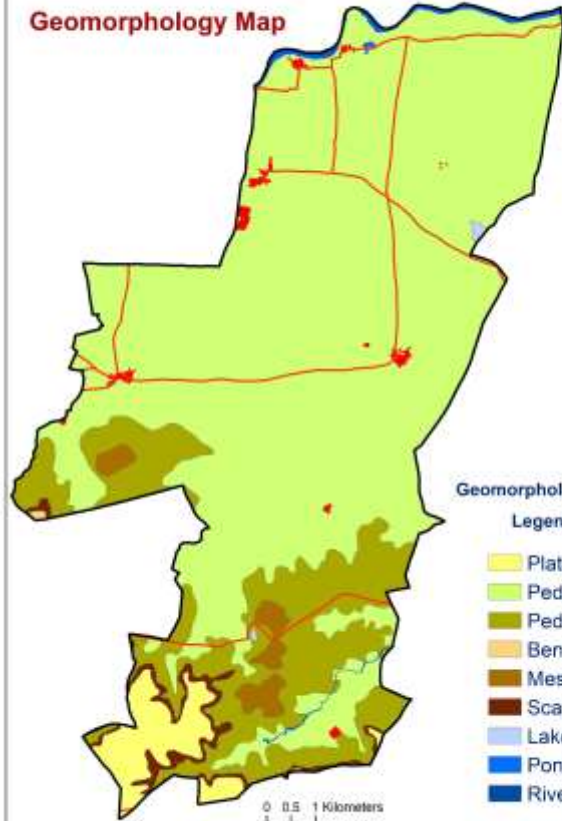 Geomorphology Map
Geomorphol
Legen
Plat
Ped
Ped
Ben
Mes
Sca
Lake
Pon
Rive
0 0.5 1 Kilometers